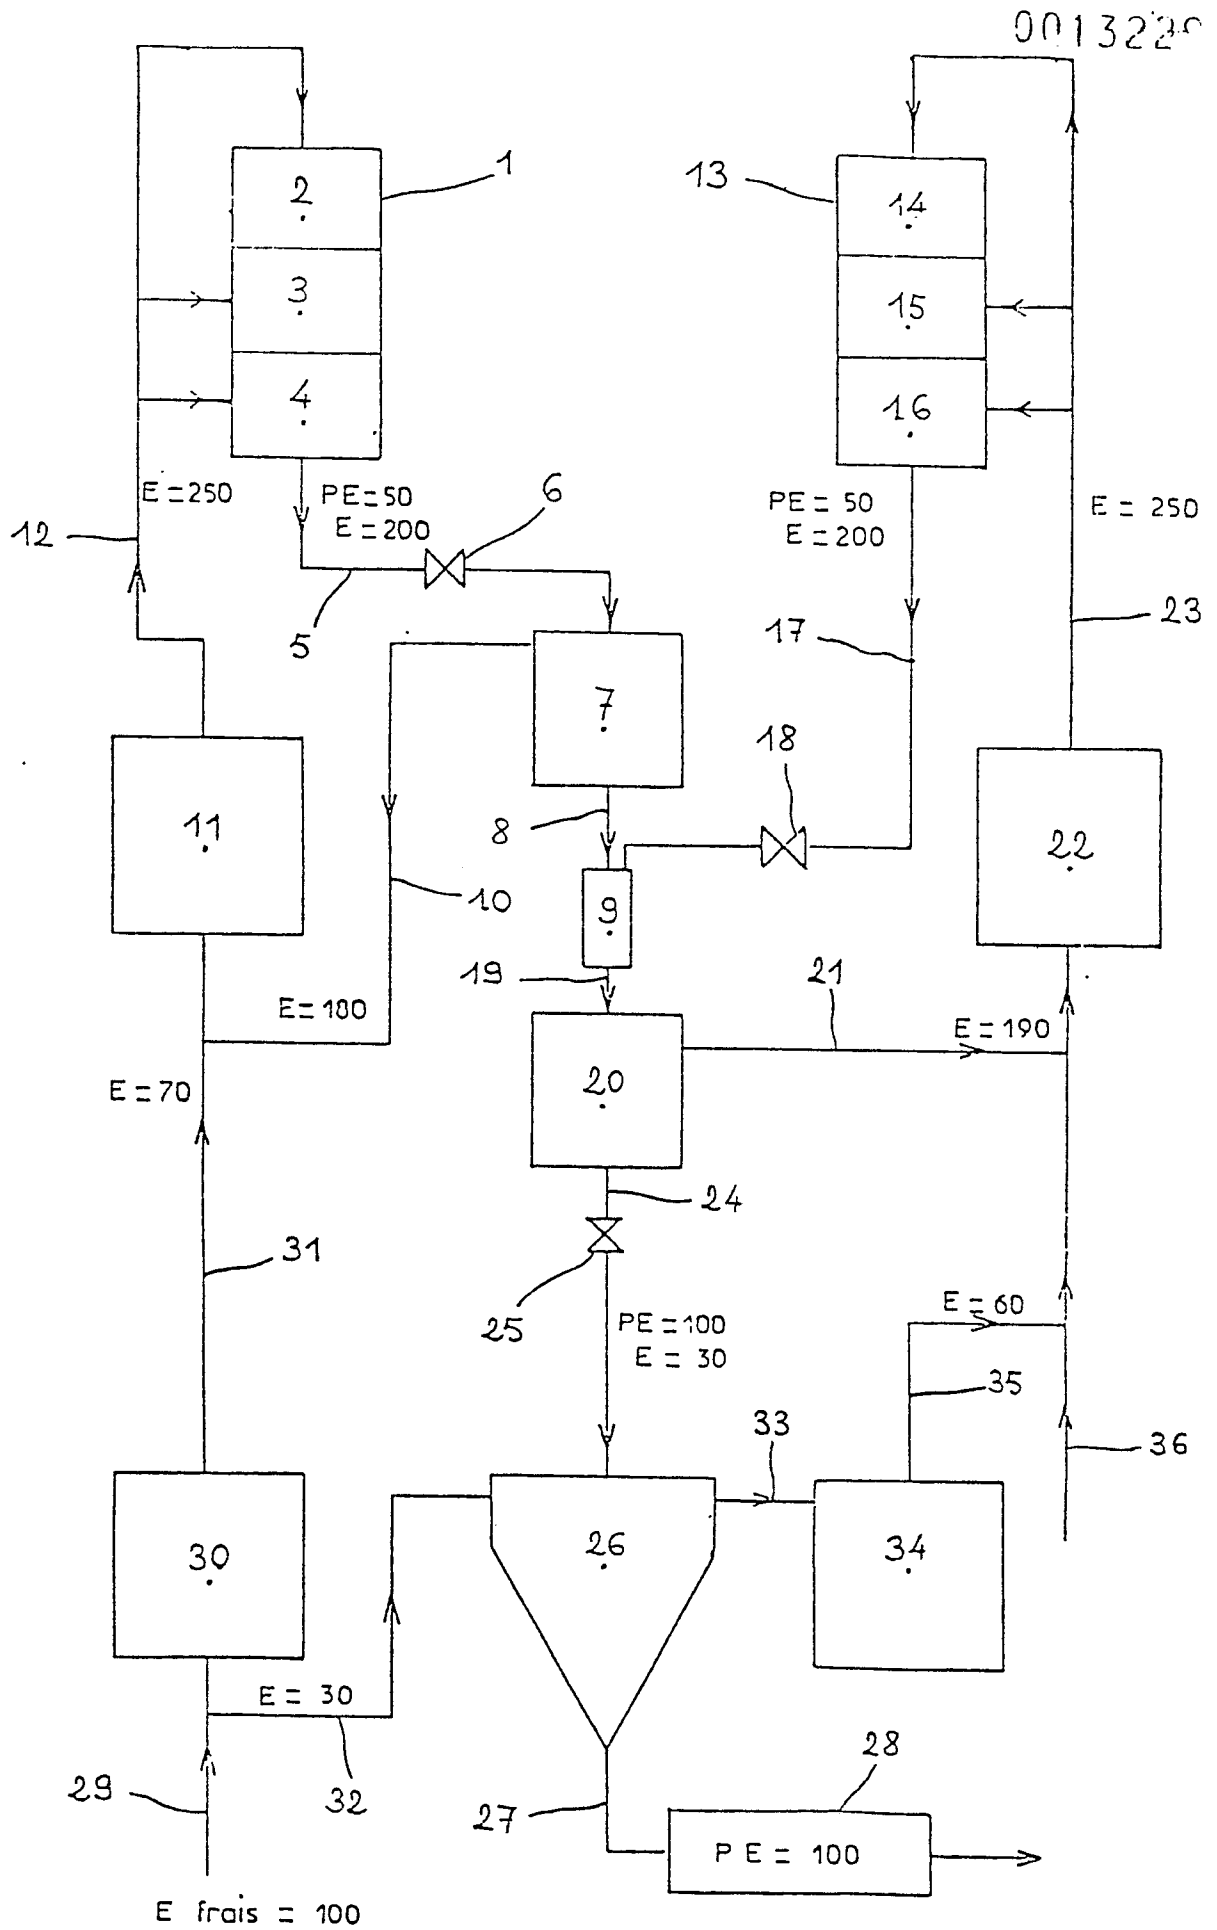 1
2
13
14
3
15
4
16
E = 250
PE = 50
E = 200
6
PE = 50
E = 200
E = 250
12
5
17
23
7
18
11
8
22
10
9
19
21
E = 180
E = 190
E = 70
20
24
31
25
PE = 100
E = 30
E = 60
35
33
36
30
26
34
E = 30
29
32
27
28
PE = 100
E frais = 100